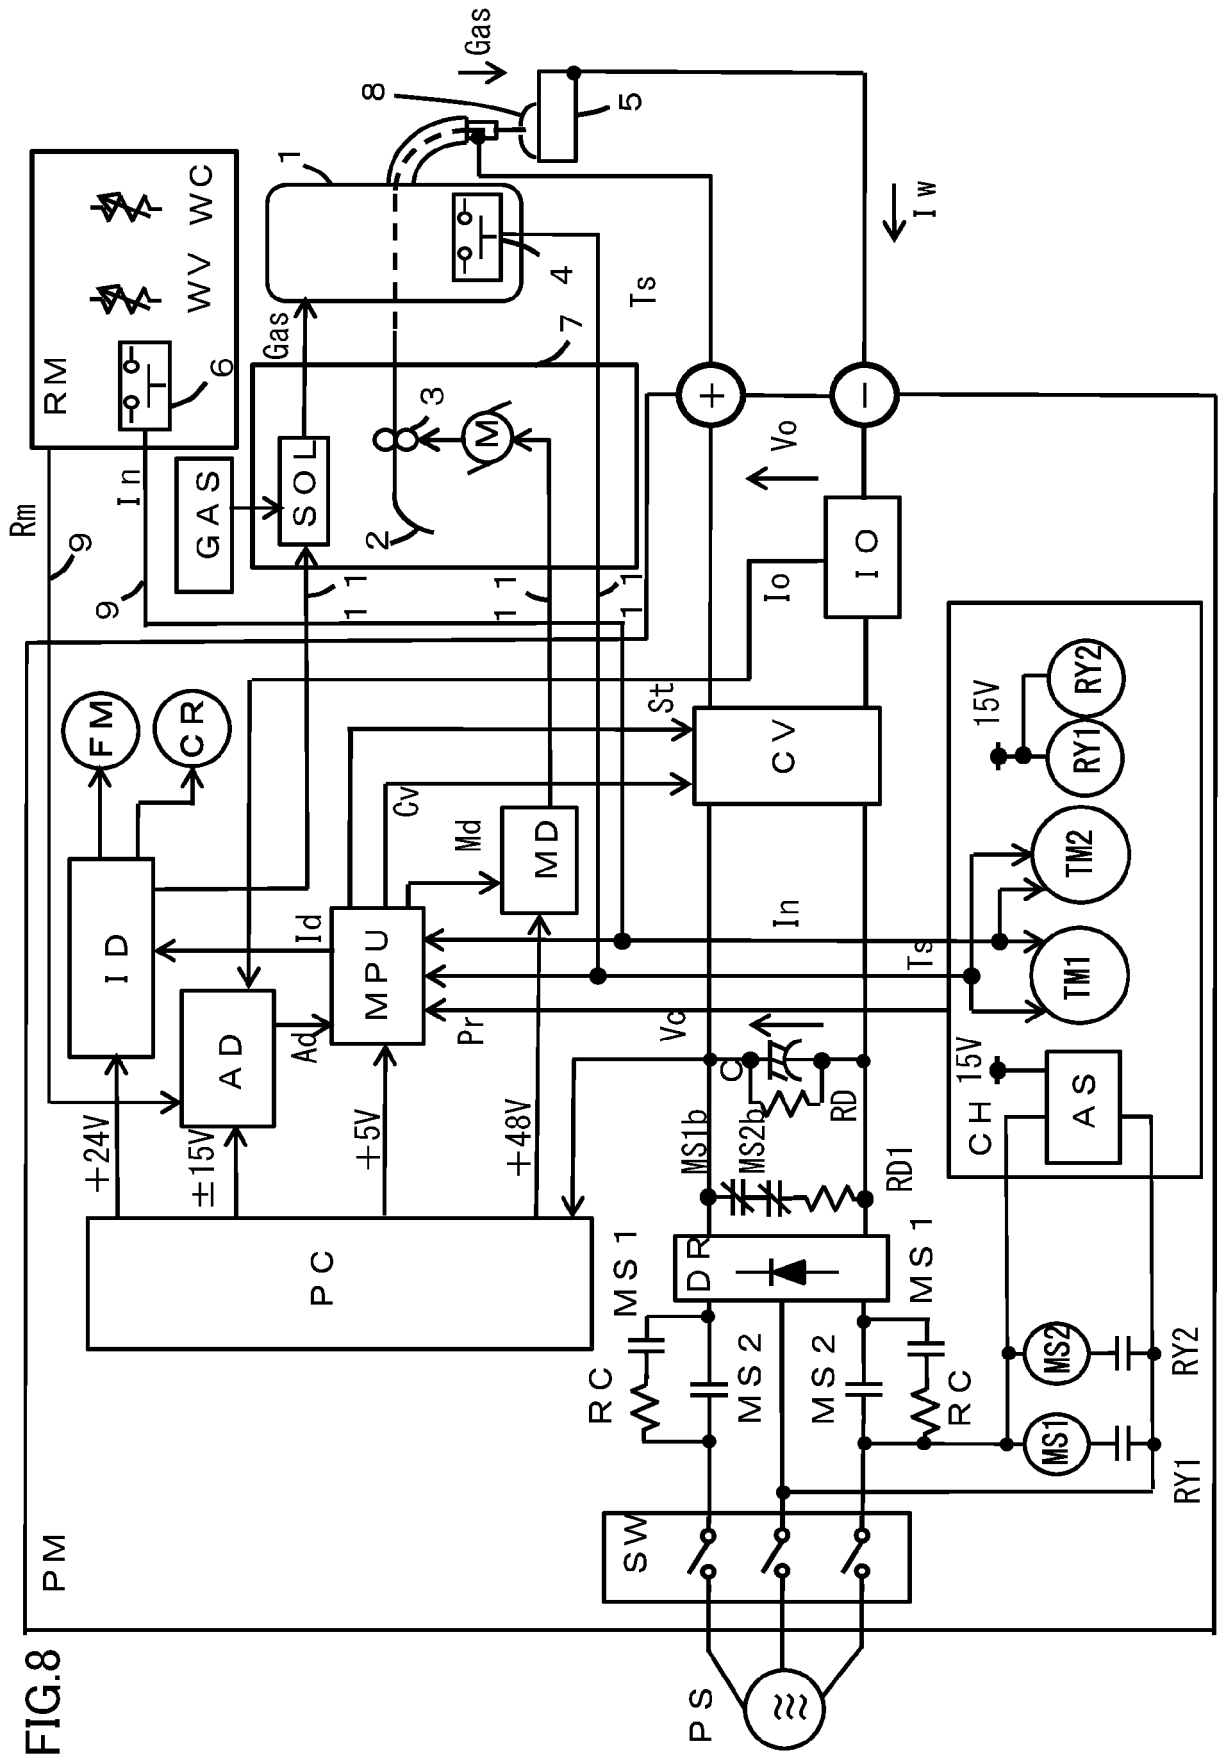 FIG.8
PM
PS
SW
RC
MS1
MS2
MS2
MS1
RC
DR
PC
+24V
±15V
+5V
+48V
MS1b
MS2b
RD1
C
RD
Vc
ID
AD
Ad
Id
MPU
Pr
FM
CR
Md
MD
Cv
St
CV
In
Ts
IO
Io
Vo
+
−
Iw
Rm
9
In
9
RM
WV
WC
6
GAS
SOL
Gas
11
11
11
2
3
M
7
1
4
Ts
8
5
Gas
CH
15V
AS
TM1
TM2
15V
RY1
RY2
MS1
MS2
RY1
RY2